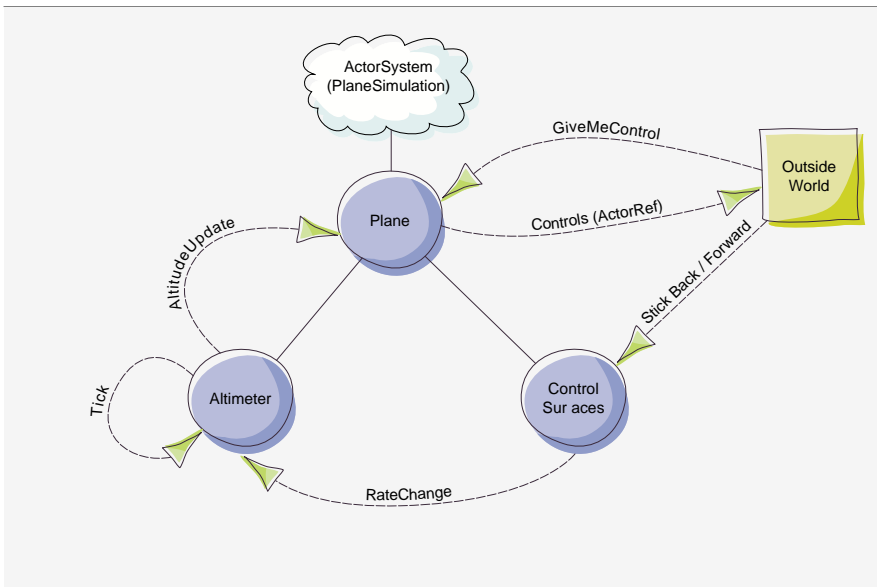 ActorSystem
(PlaneSimulation)
GiveMeControl
Outside
World
Plane
Controls (ActorRef)
AltitudeUpdate
Stick Back / Forward
Tick
Altimeter
Control
Sur aces
RateChange